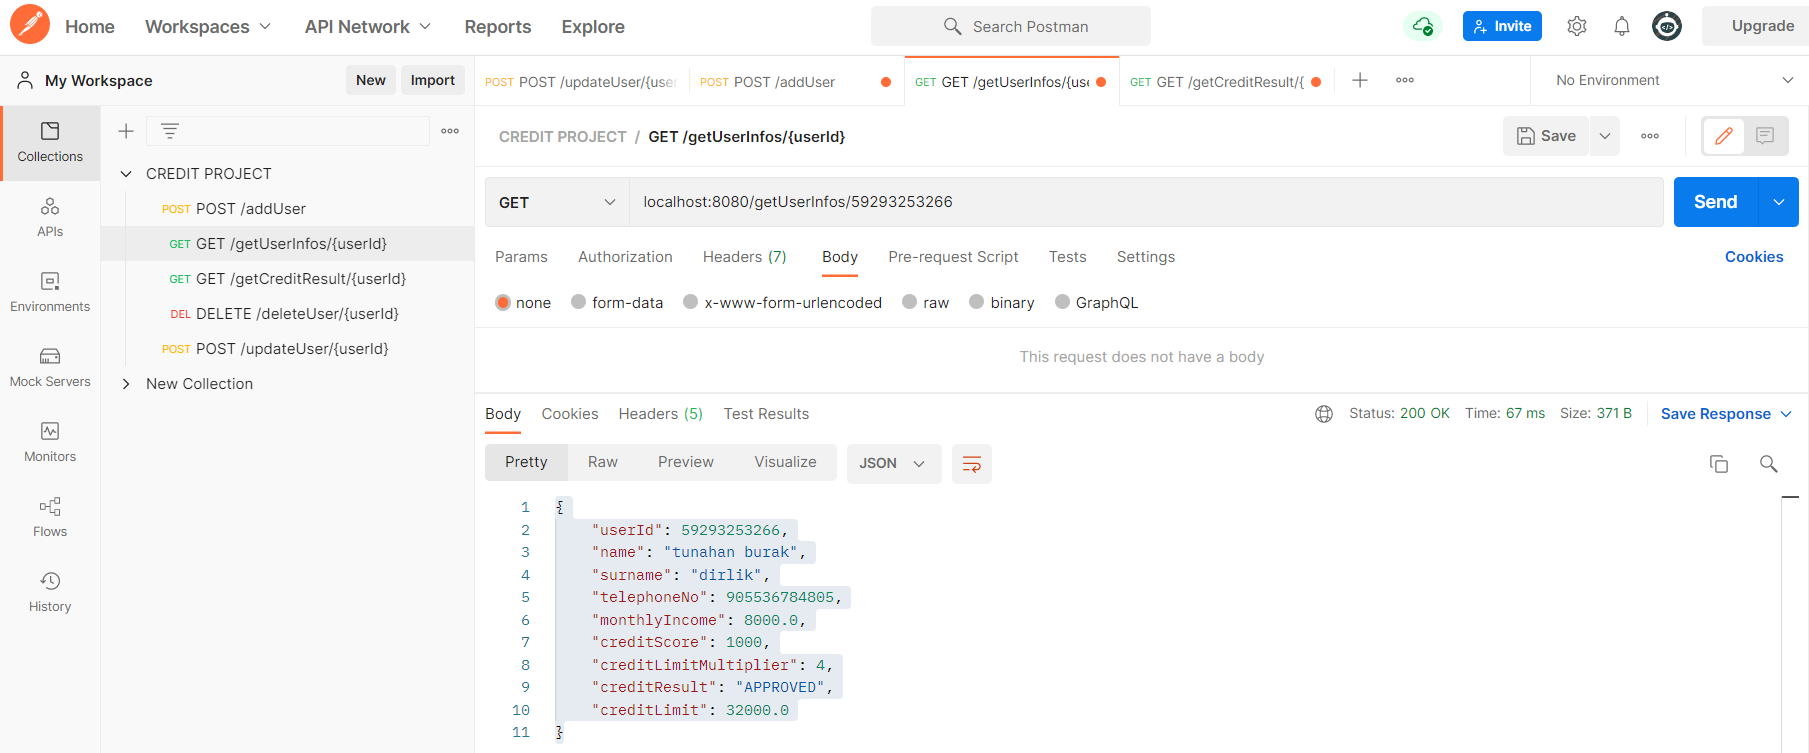 Home Workspaces API Network Reports Explore Search Postman Invite Upgrade
My Workspace New Import
POST POST /updateUser/{user POST POST /addUser GET GET /getUserInfos/{use GET GET /getCreditResult/{ No Environment
Collections
APIs
Environments
Mock Servers
Monitors
Flows
History
CREDIT PROJECT
POST POST /addUser
GET GET /getUserInfos/{userId}
GET GET /getCreditResult/{userId}
DEL DELETE /deleteUser/{userId}
POST POST /updateUser/{userId}
New Collection
CREDIT PROJECT / GET /getUserInfos/{userId} Save
GET localhost:8080/getUserInfos/59293253266 Send
Params Authorization Headers (7) Body Pre-request Script Tests Settings Cookies
none form-data x-www-form-urlencoded raw binary GraphQL
This request does not have a body
Body Cookies Headers (5) Test Results Status: 200 OK Time: 67 ms Size: 371 B Save Response
Pretty Raw Preview Visualize JSON
1 {
2 "userId": 59293253266,
3 "name": "tunahan burak",
4 "surname": "dirlik",
5 "telephoneNo": 905536784805,
6 "monthlyIncome": 8000.0,
7 "creditScore": 1000,
8 "creditLimitMultiplier": 4,
9 "creditResult": "APPROVED",
10 "creditLimit": 32000.0
11 }